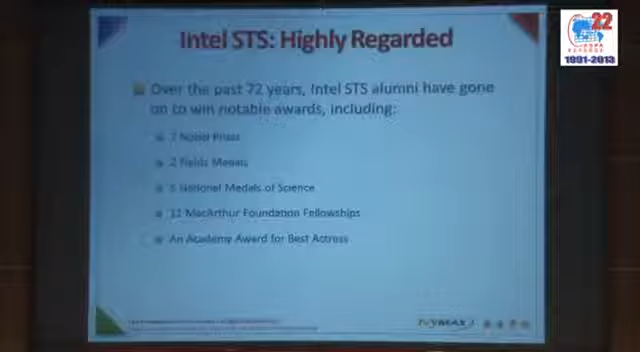 Intel STS: Highly Regarded
22
1991-2013
Over the past 72 years, Intel STS alumni have gone
on to win notable awards, including:
7 Nobel Prizes
2 Fields Medals
5 National Medals of Science
11 MacArthur Foundation Fellowships
An Academy Award for Best Actress
IVYMAX